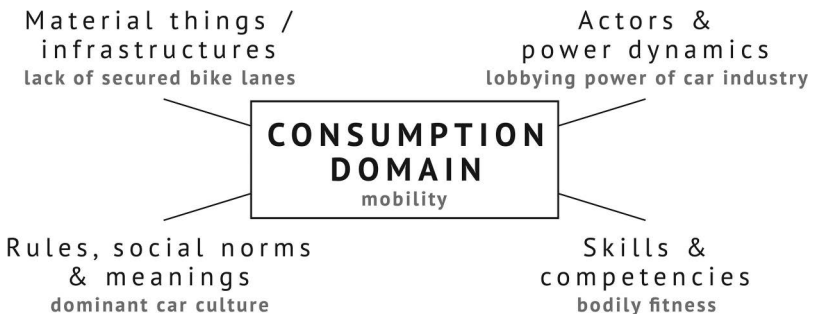 Material things /
infrastructures
lack of secured bike lanes
Actors &
power dynamics
lobbying power of car industry
CONSUMPTION
DOMAIN
mobility
Rules, social norms
& meanings
dominant car culture
Skills &
competencies
bodily fitness